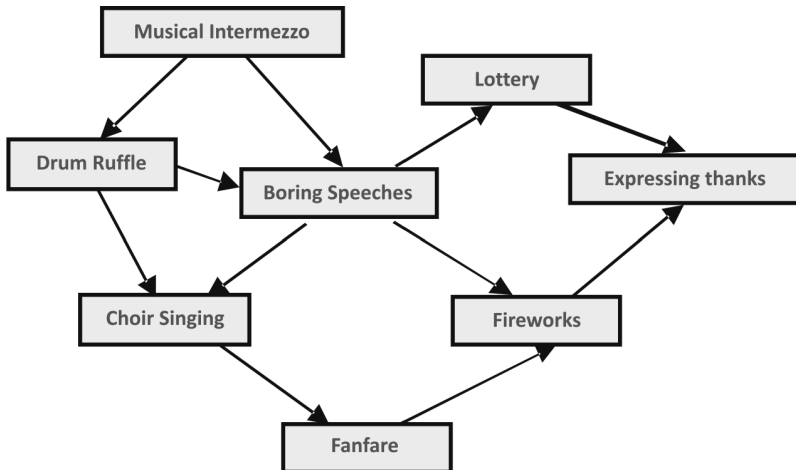 Musical Intermezzo
Lottery
Drum Ruffle
Expressing thanks
Boring Speeches
Choir Singing
Fireworks
Fanfare